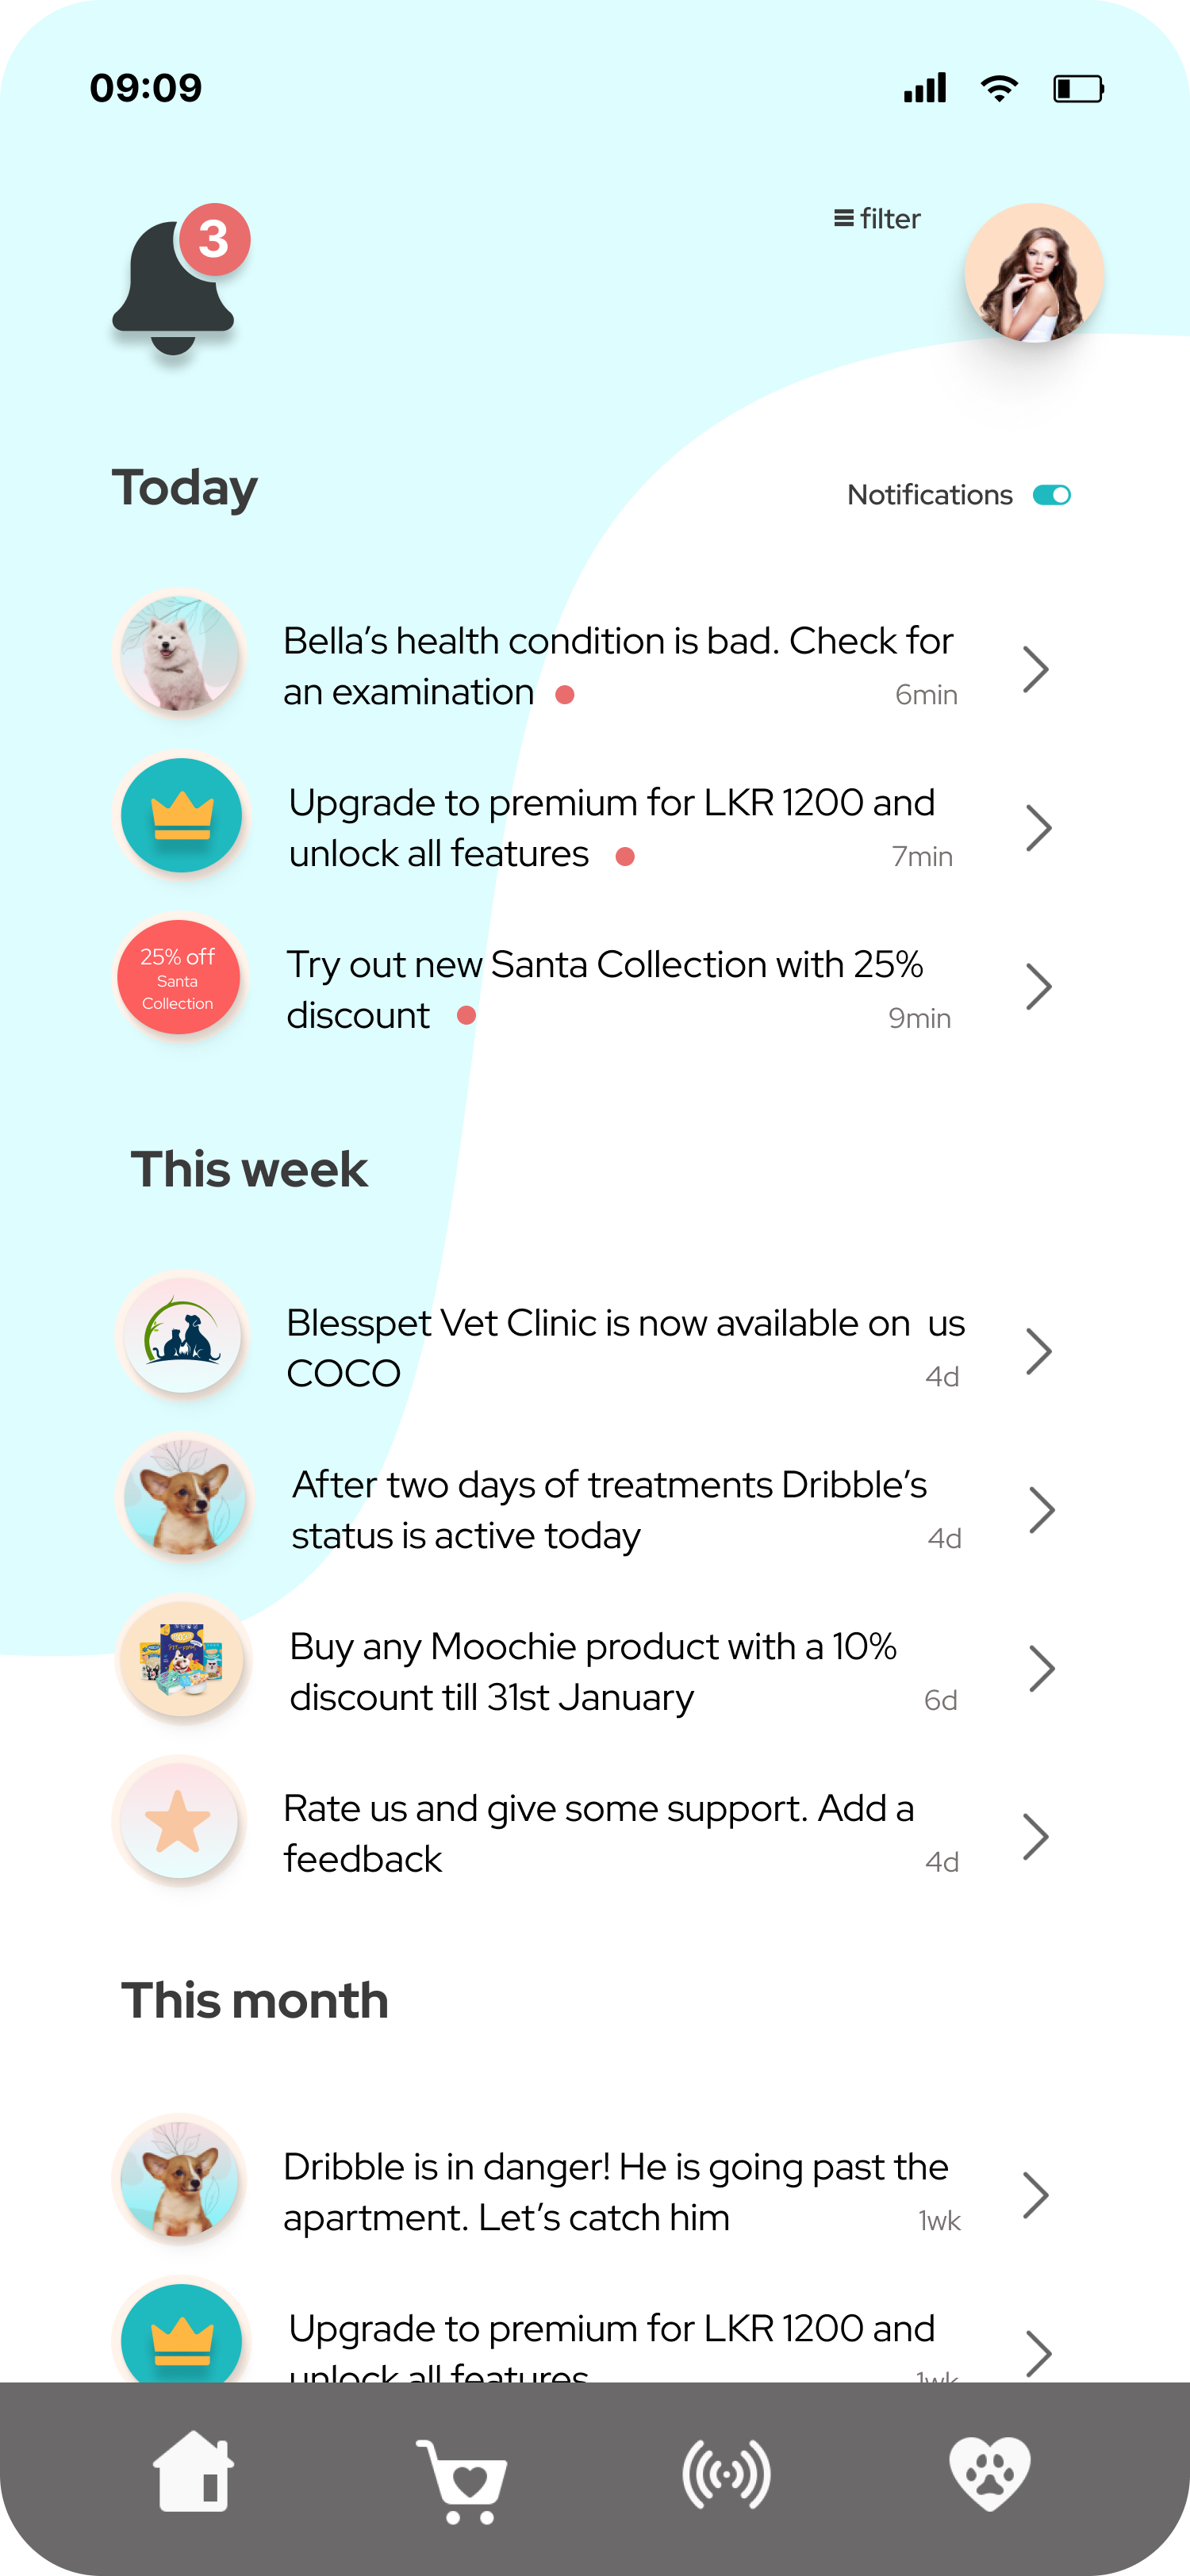 09:09
3
filter
Today
Notifications
Bella’s health condition is bad. Check for
an examination
6min
Upgrade to premium for LKR 1200 and
unlock all features
7min
25% off
Santa
Collection
Try out new Santa Collection with 25%
discount
9min
This week
Blesspet Vet Clinic is now available on  us
COCO
4d
After two days of treatments Dribble’s
status is active today
4d
Buy any Moochie product with a 10%
discount till 31st January
6d
Rate us and give some support. Add a
feedback
4d
This month
Dribble is in danger! He is going past the
apartment. Let’s catch him
1wk
Upgrade to premium for LKR 1200 and
unlock all features
1wk